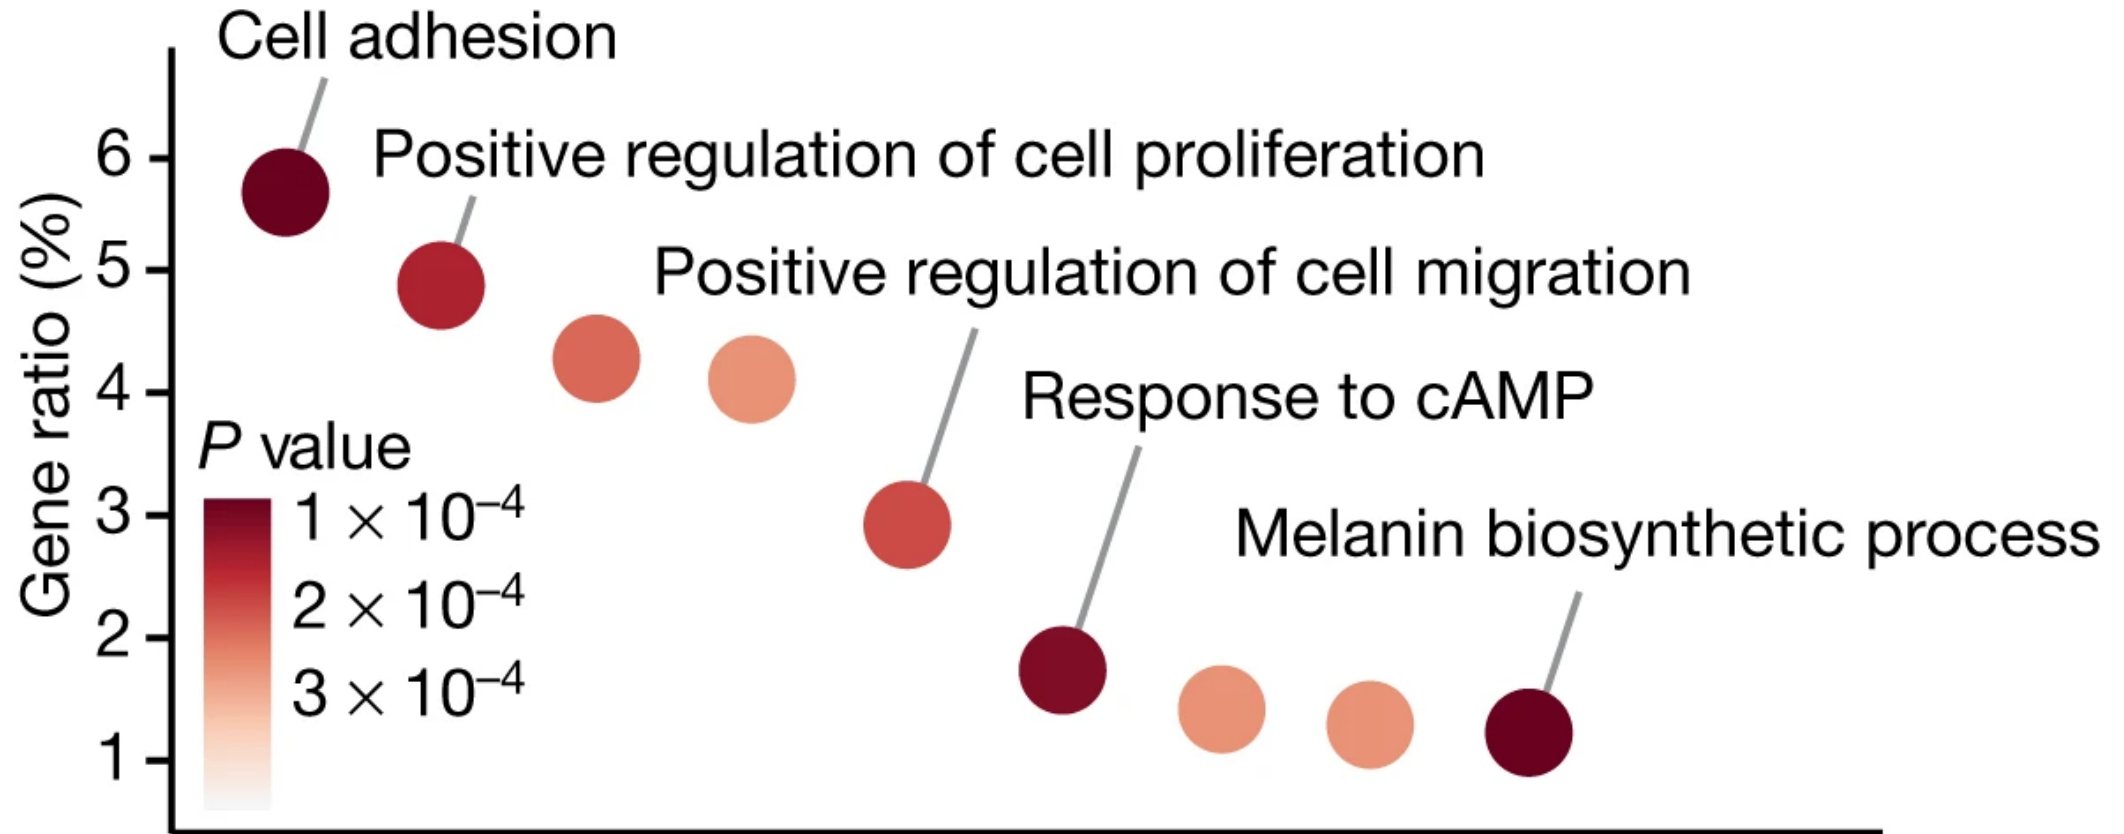 Cell adhesion
Positive regulation of cell proliferation
Positive regulation of cell migration
Response to cAMP
Melanin biosynthetic process
Gene ratio (%)
6
5
4
3
2
1
P value
1 × 10⁻⁴
2 × 10⁻⁴
3 × 10⁻⁴